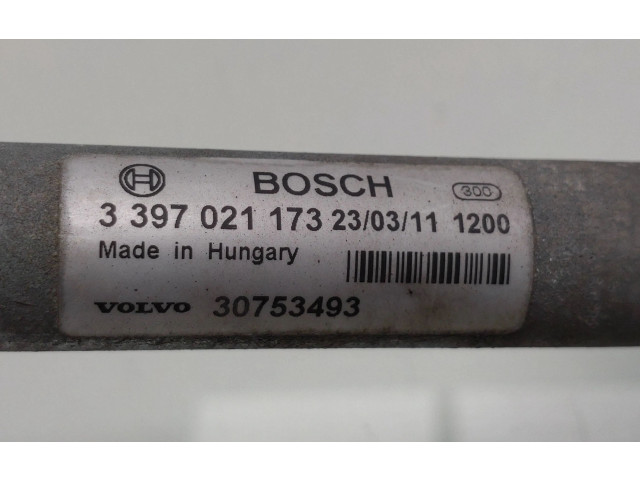 BOSCH 300
3 397 021 173 23/03/11 1200
Made in Hungary
VOLVO 30753493